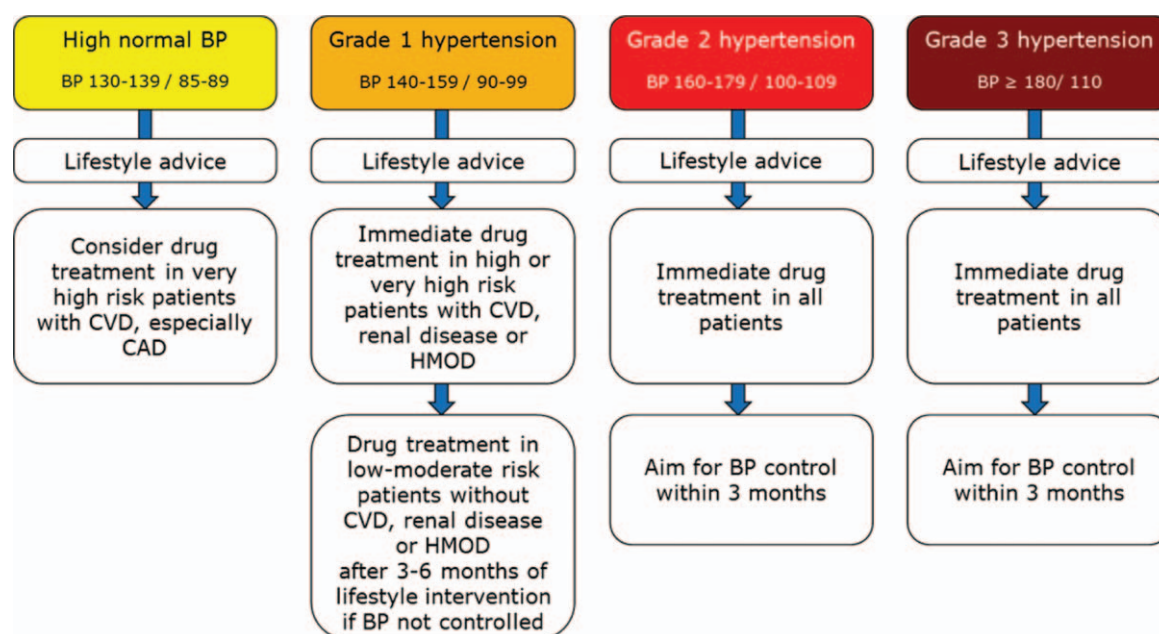 High normal BP
BP 130-139 / 85-89
Lifestyle advice
Consider drug
treatment in very
high risk patients
with CVD, especially
CAD
Grade 1 hypertension
BP 140-159 / 90-99
Lifestyle advice
Immediate drug
treatment in high or
very high risk
patients with CVD,
renal disease or
HMOD
Drug treatment in
low-moderate risk
patients without
CVD, renal disease
or HMOD
after 3-6 months of
lifestyle intervention
if BP not controlled
Grade 2 hypertension
BP 160-179 / 100-109
Lifestyle advice
Immediate drug
treatment in all
patients
Aim for BP control
within 3 months
Grade 3 hypertension
BP ≥ 180/ 110
Lifestyle advice
Immediate drug
treatment in all
patients
Aim for BP control
within 3 months